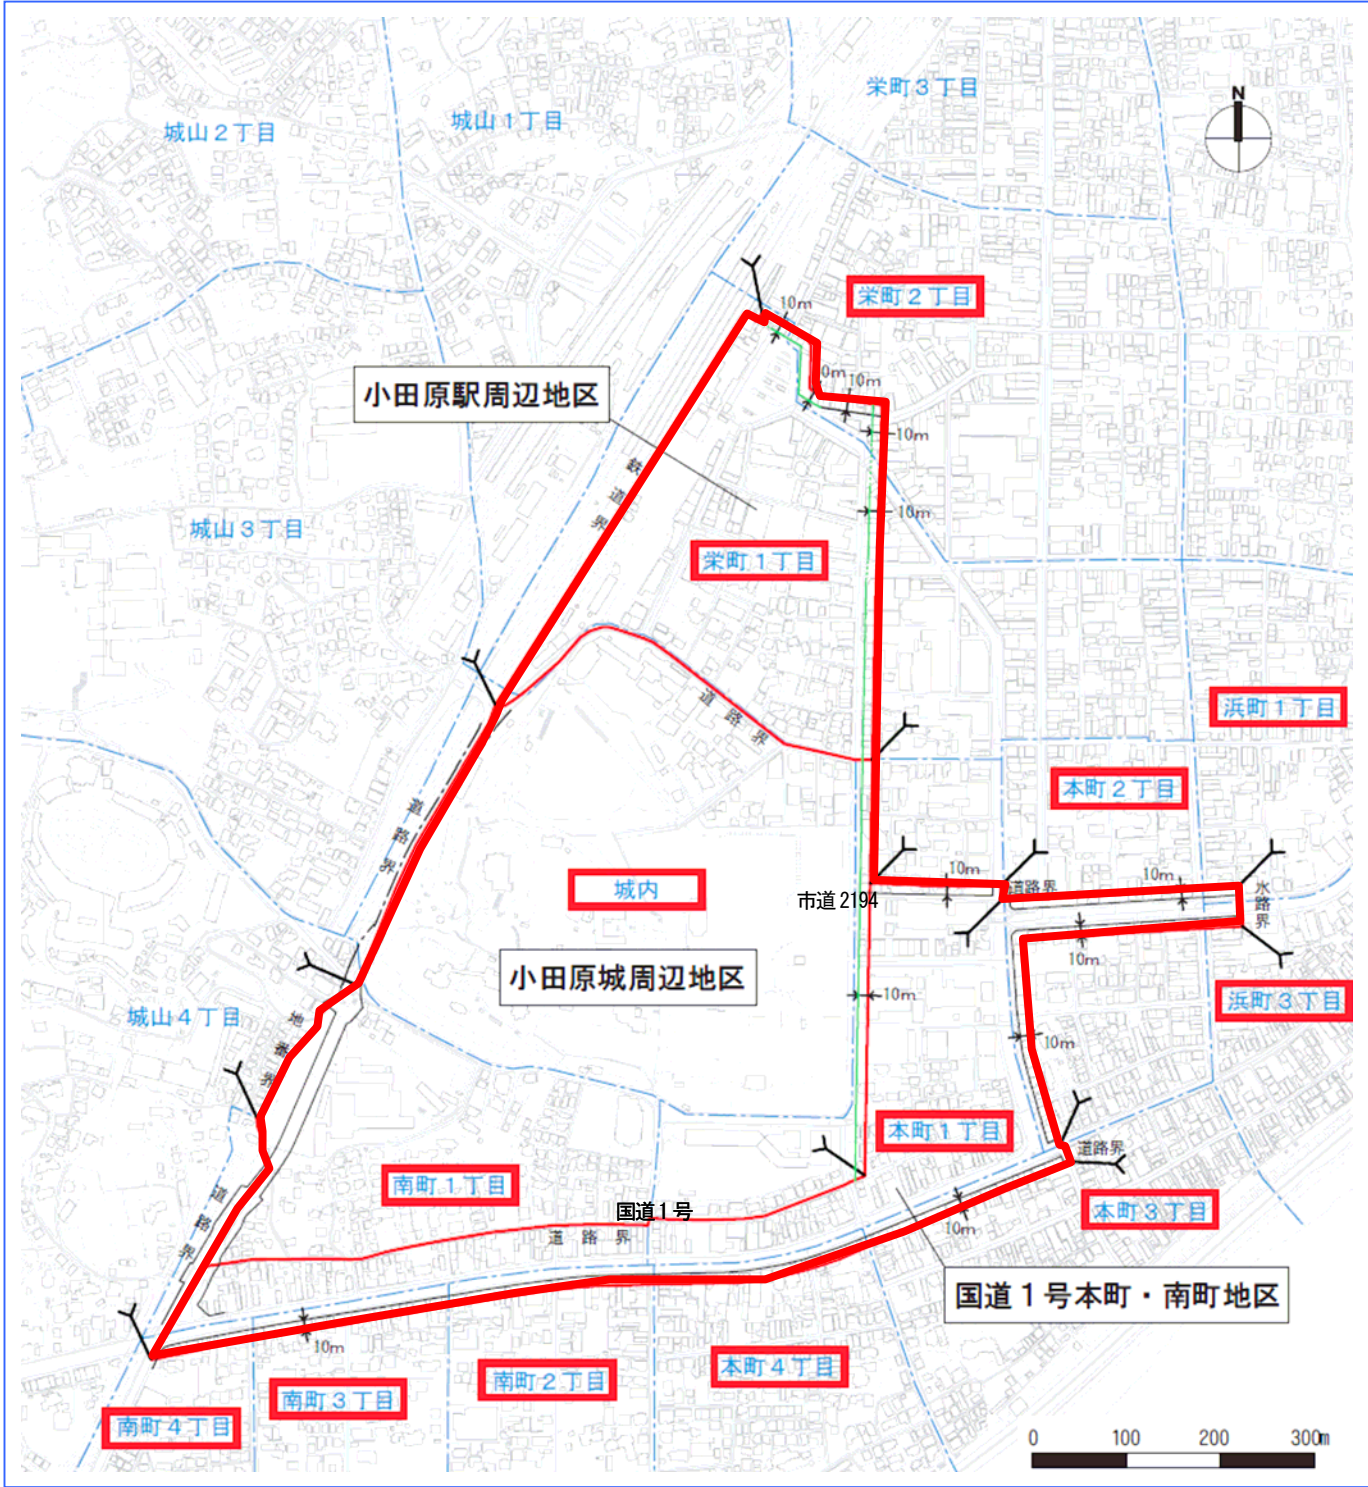 栄町３丁目
N
城山１丁目
城山２丁目
栄町２丁目
10m
小田原駅周辺地区
0m
10m
10m
鉄道界
10m
城山３丁目
栄町１丁目
道路界
浜町１丁目
本町２丁目
道路界
城内
市道2194
10m
道路界
10m
水路界
小田原城周辺地区
10m
10m
浜町３丁目
城山４丁目
地番界
10m
本町１丁目
道路界
南町１丁目
道路界
国道１号
道路界
本町３丁目
10m
国道１号本町・南町地区
10m
本町４丁目
南町２丁目
南町３丁目
南町４丁目
0
100
200
300m